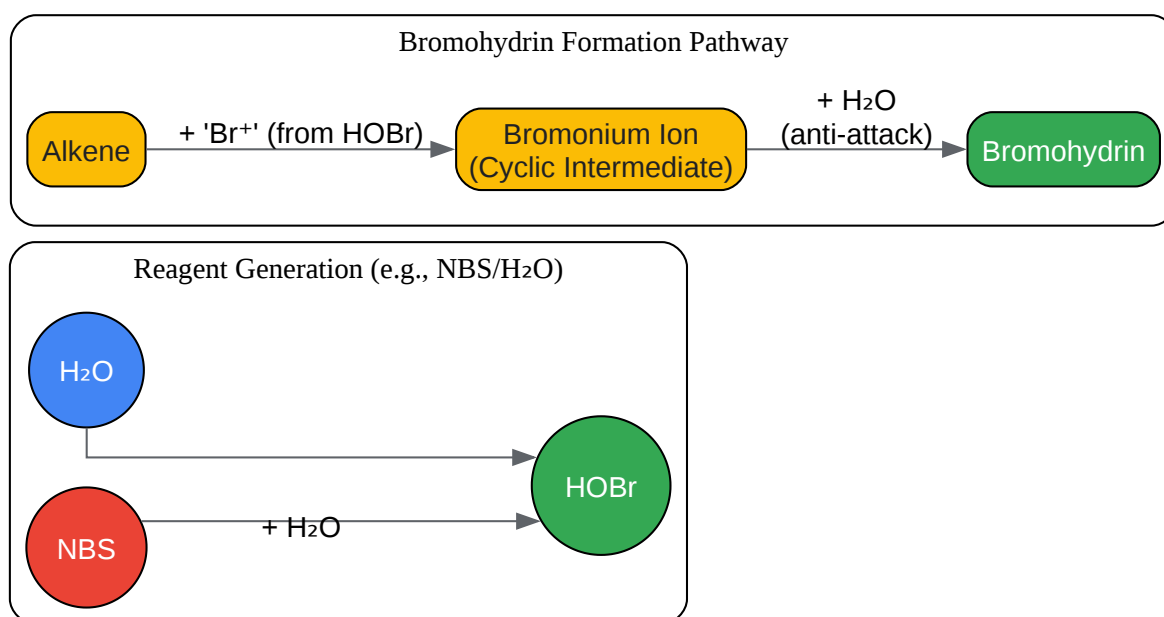 Bromohydrin Formation Pathway
Alkene
+ 'Br⁺' (from HOBr)
Bromonium Ion
(Cyclic Intermediate)
+ H₂O
(anti-attack)
Bromohydrin
Reagent Generation (e.g., NBS/H₂O)
H₂O
NBS
+ H₂O
HOBr